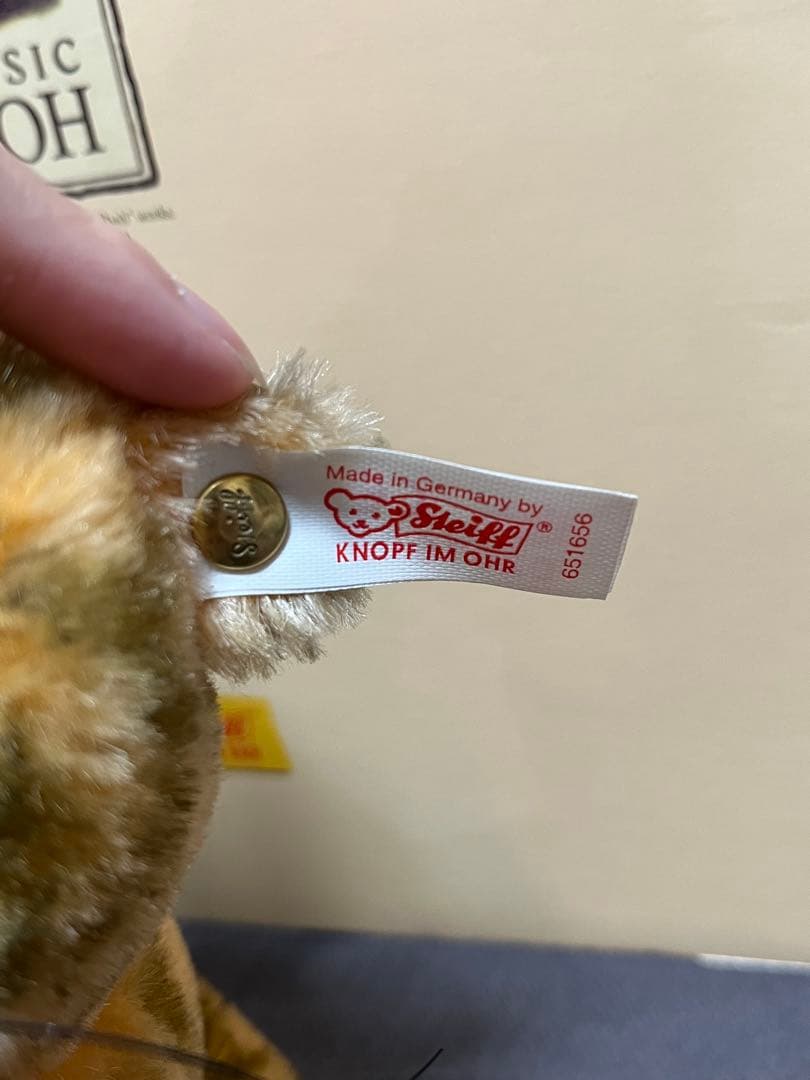 SIC
OH
Steiff
Made in Germany by
Steiff ®
KNOPF IM OHR
651656